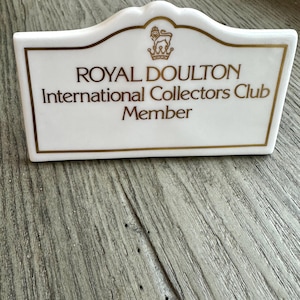 ROYAL DOULTON
International Collectors Club
Member